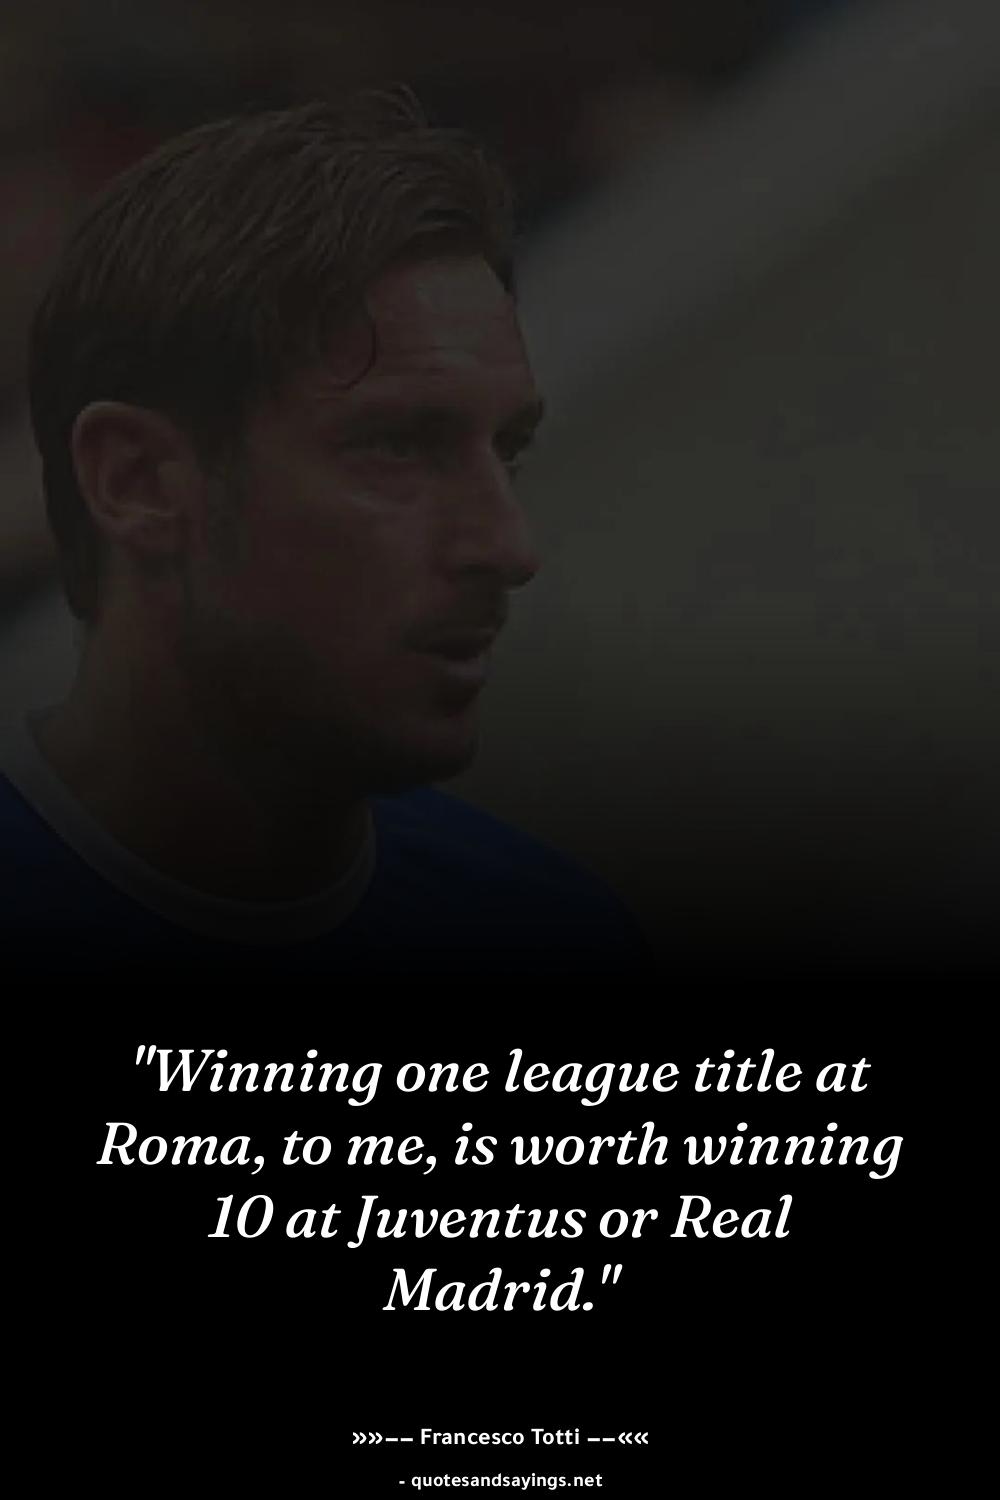 "Winning one league title at
Roma, to me, is worth winning
10 at Juventus or Real
Madrid."
»»−− Francesco Totti −−««
- quotesandsayings.net